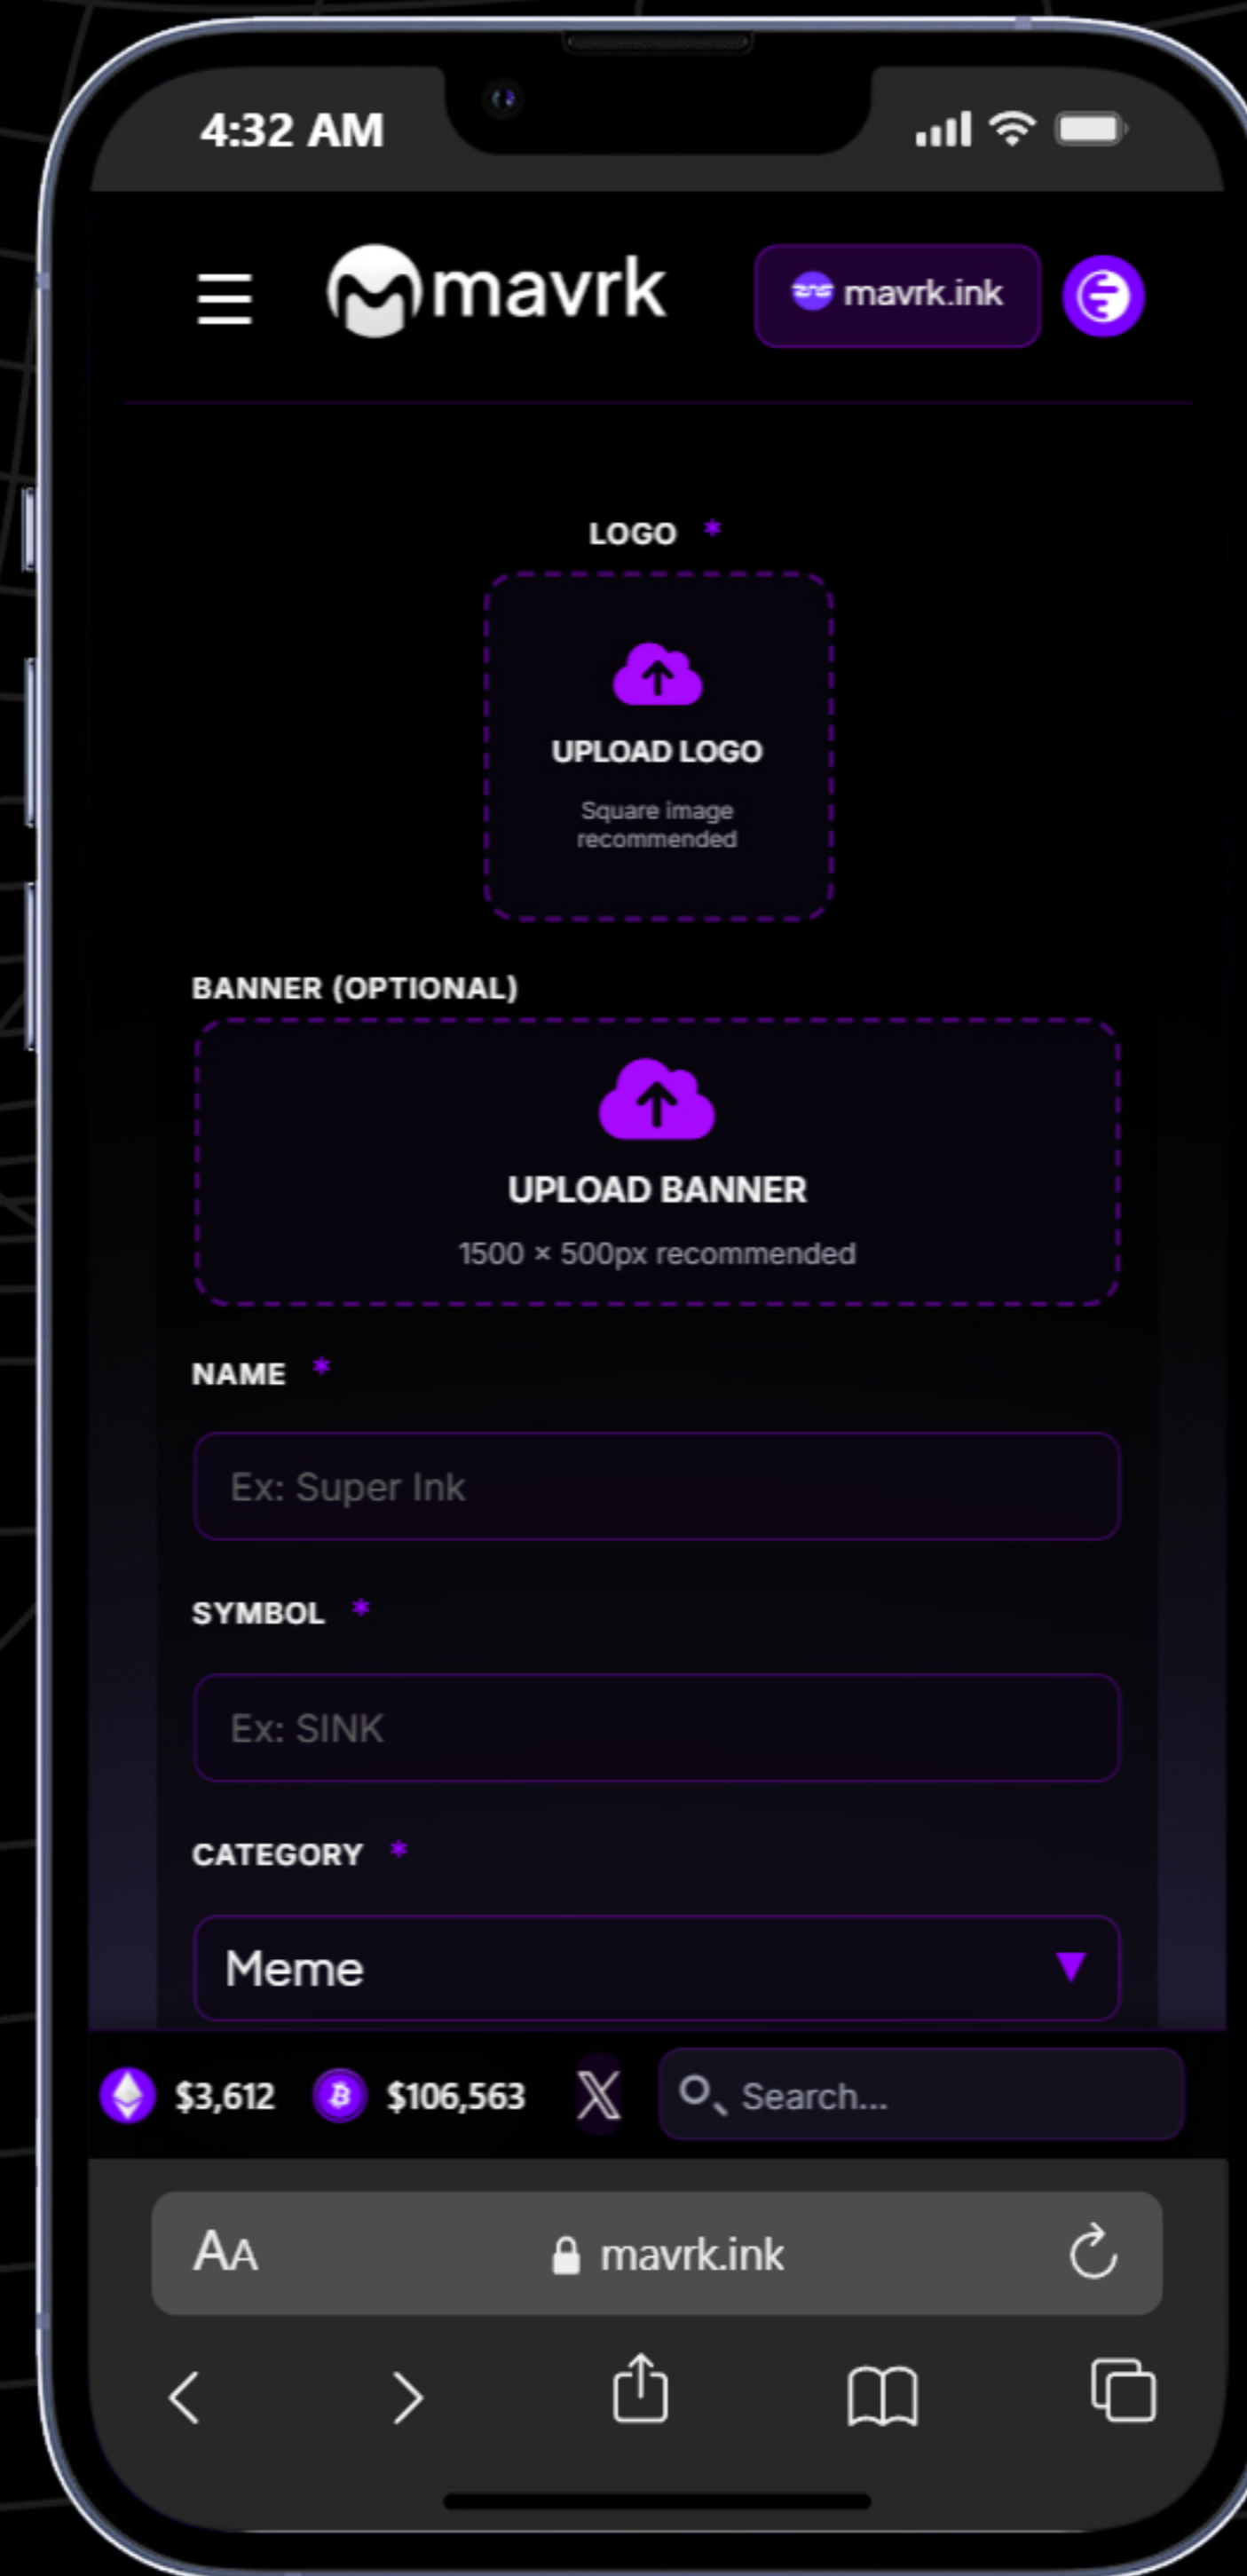 4:32 AM
mavrk
mavrk.ink
LOGO *
UPLOAD LOGO
Square image
recommended
BANNER (OPTIONAL)
UPLOAD BANNER
1500 × 500px recommended
NAME *
Ex: Super Ink
SYMBOL *
Ex: SINK
CATEGORY *
Meme
$3,612
$106,563
Search...
AA
mavrk.ink